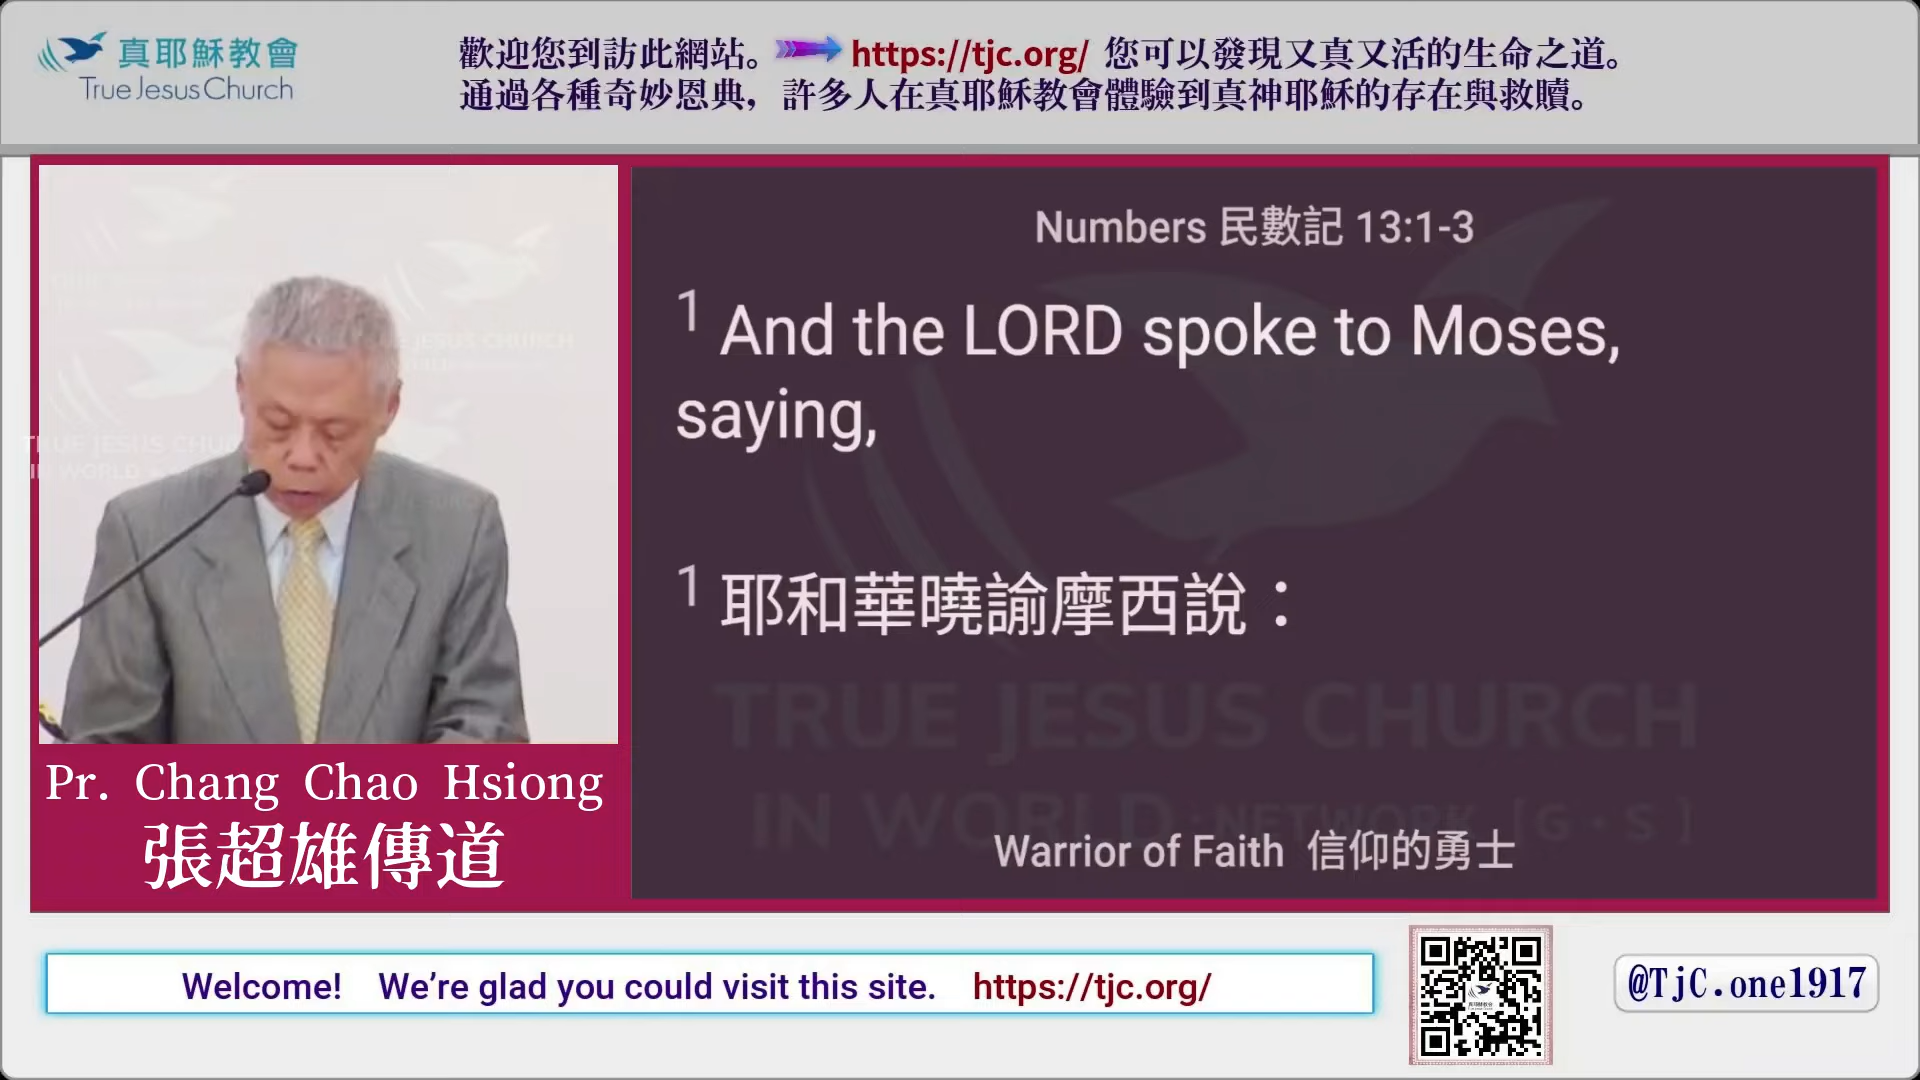 真耶穌教會
True Jesus Church
歡迎您到訪此網站。 https://tjc.org/ 您可以發現又真又活的生命之道。
通過各種奇妙恩典，許多人在真耶穌教會體驗到真神耶穌的存在與救贖。
Numbers 民數記 13:1-3
1 And the LORD spoke to Moses,
saying,
1 耶和華曉諭摩西說：
TRUE JESUS CHURCH
IN WORLD · NETWORK [G · S]
Warrior of Faith 信仰的勇士
Pr. Chang Chao Hsiong
張超雄傳道
Welcome! We’re glad you could visit this site. https://tjc.org/
@TjC.one1917